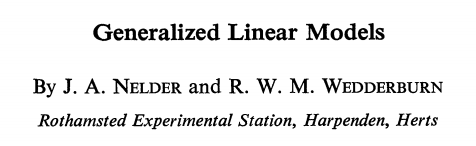 Generalized Linear Models
By J. A. NELDER and R. W. M. WEDDERBURN
Rothamsted Experimental Station, Harpenden, Herts